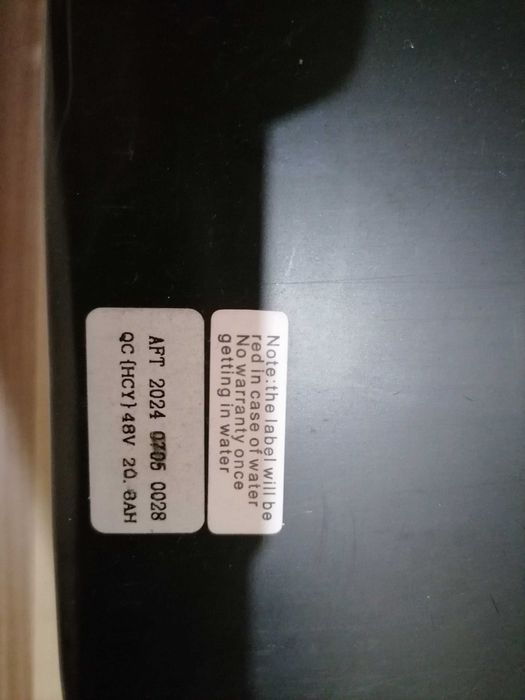 Note:the label will be
red in case of water
No warranty once
getting in water
AFT 2024 0705 0028
QC{HCY}48V 20.8AH